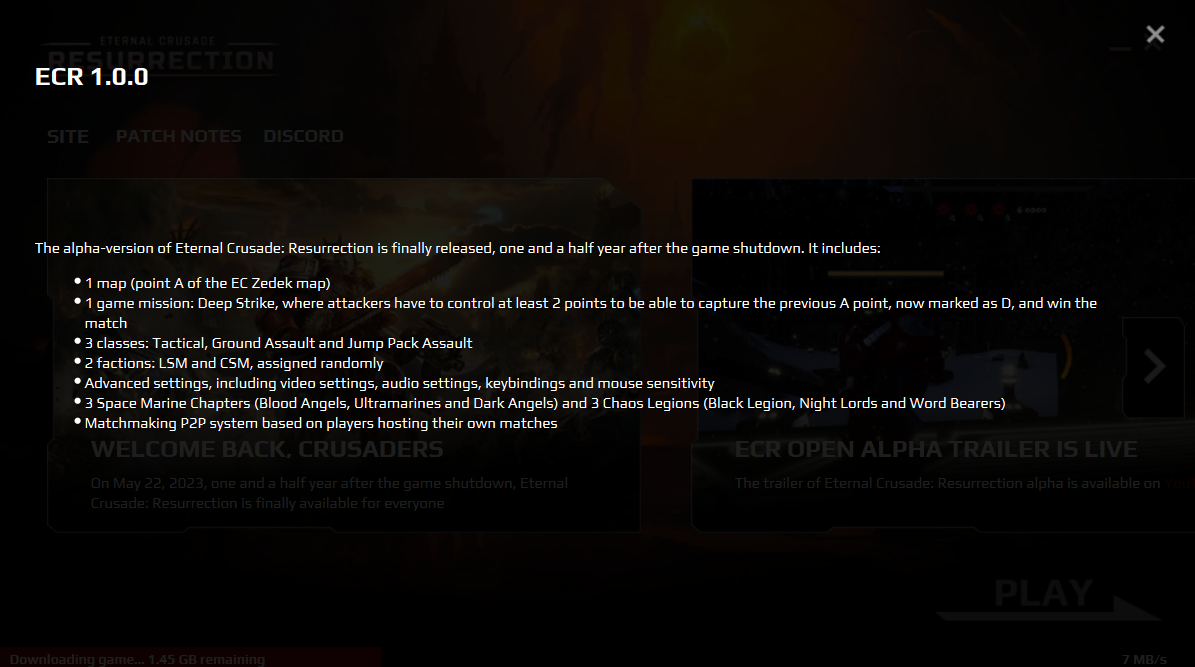 ETERNAL CRUSADE
RESURRECTION
ECR 1.0.0
SITE PATCH NOTES DISCORD
The alpha-version of Eternal Crusade: Resurrection is finally released, one and a half year after the game shutdown. It includes:
1 map (point A of the EC Zedek map)
1 game mission: Deep Strike, where attackers have to control at least 2 points to be able to capture the previous A point, now marked as D, and win the
match
3 classes: Tactical, Ground Assault and Jump Pack Assault
2 factions: LSM and CSM, assigned randomly
Advanced settings, including video settings, audio settings, keybindings and mouse sensitivity
3 Space Marine Chapters (Blood Angels, Ultramarines and Dark Angels) and 3 Chaos Legions (Black Legion, Night Lords and Word Bearers)
Matchmaking P2P system based on players hosting their own matches
WELCOME BACK, CRUSADERS
On May 22, 2023, one and a half year after the game shutdown, Eternal
Crusade: Resurrection is finally available for everyone
ECR OPEN ALPHA TRAILER IS LIVE
The trailer of Eternal Crusade: Resurrection alpha is available on
PLAY
Downloading game... 1.45 GB remaining
7 MB/s